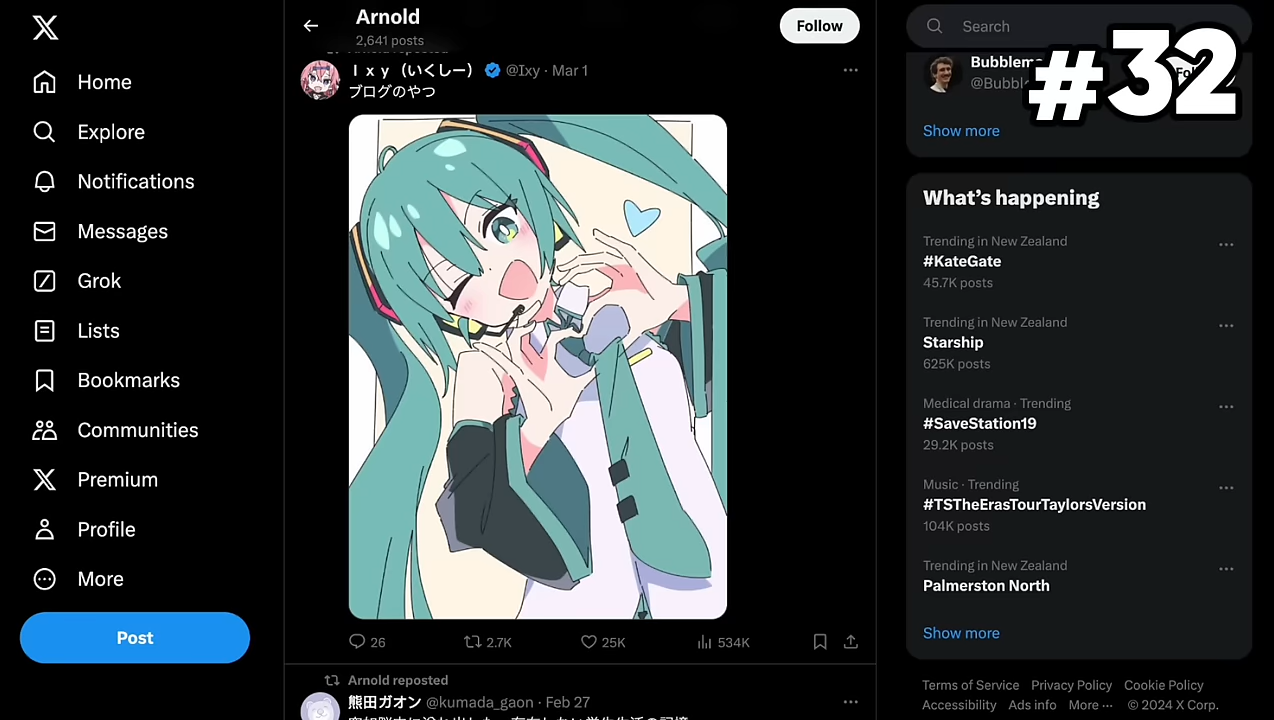 Home
Explore
Notifications
Messages
Grok
Lists
Bookmarks
Communities
Premium
Profile
More
Post
Arnold
2,641 posts
Follow
Arnold reposted
Ｉｘｙ（いくしー） @Ixy · Mar 1
ブログのやつ
26 2.7K 25K 534K
Arnold reposted
熊田ガオン @kumada_gaon · Feb 27
Search
#32
Show more
What's happening
Trending in New Zealand
#KateGate
45.7K posts
Trending in New Zealand
Starship
625K posts
Medical drama · Trending
#SaveStation19
29.2K posts
Music · Trending
#TSTheErasTourTaylorsVersion
104K posts
Trending in New Zealand
Palmerston North
Show more
Terms of Service Privacy Policy Cookie Policy
Accessibility Ads info More ··· © 2024 X Corp.